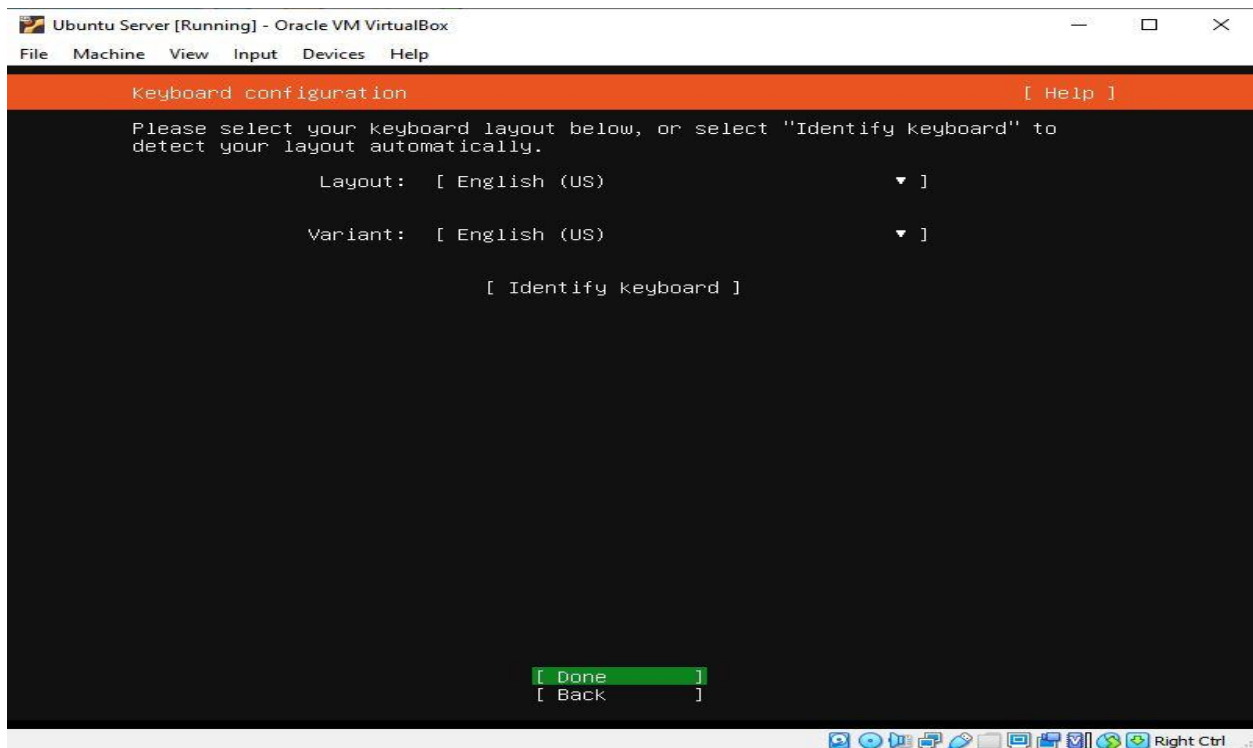 Ubuntu Server [Running] - Oracle VM VirtualBox
File Machine View Input Devices Help
Keyboard configuration [ Help ]
Please select your keyboard layout below, or select "Identify keyboard" to
detect your layout automatically.
Layout: [ English (US) ▾ ]
Variant: [ English (US) ▾ ]
[ Identify keyboard ]
[ Done ]
[ Back ]
Right Ctrl